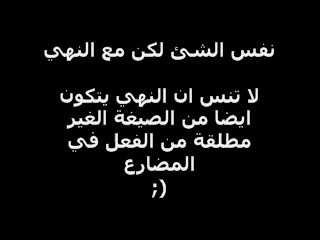 نفس الشئ لكن مع النهي
لا تنس ان النهي يتكون
ايضا من الصيغة الغير
مطلقة من الفعل في
المضارع
;)